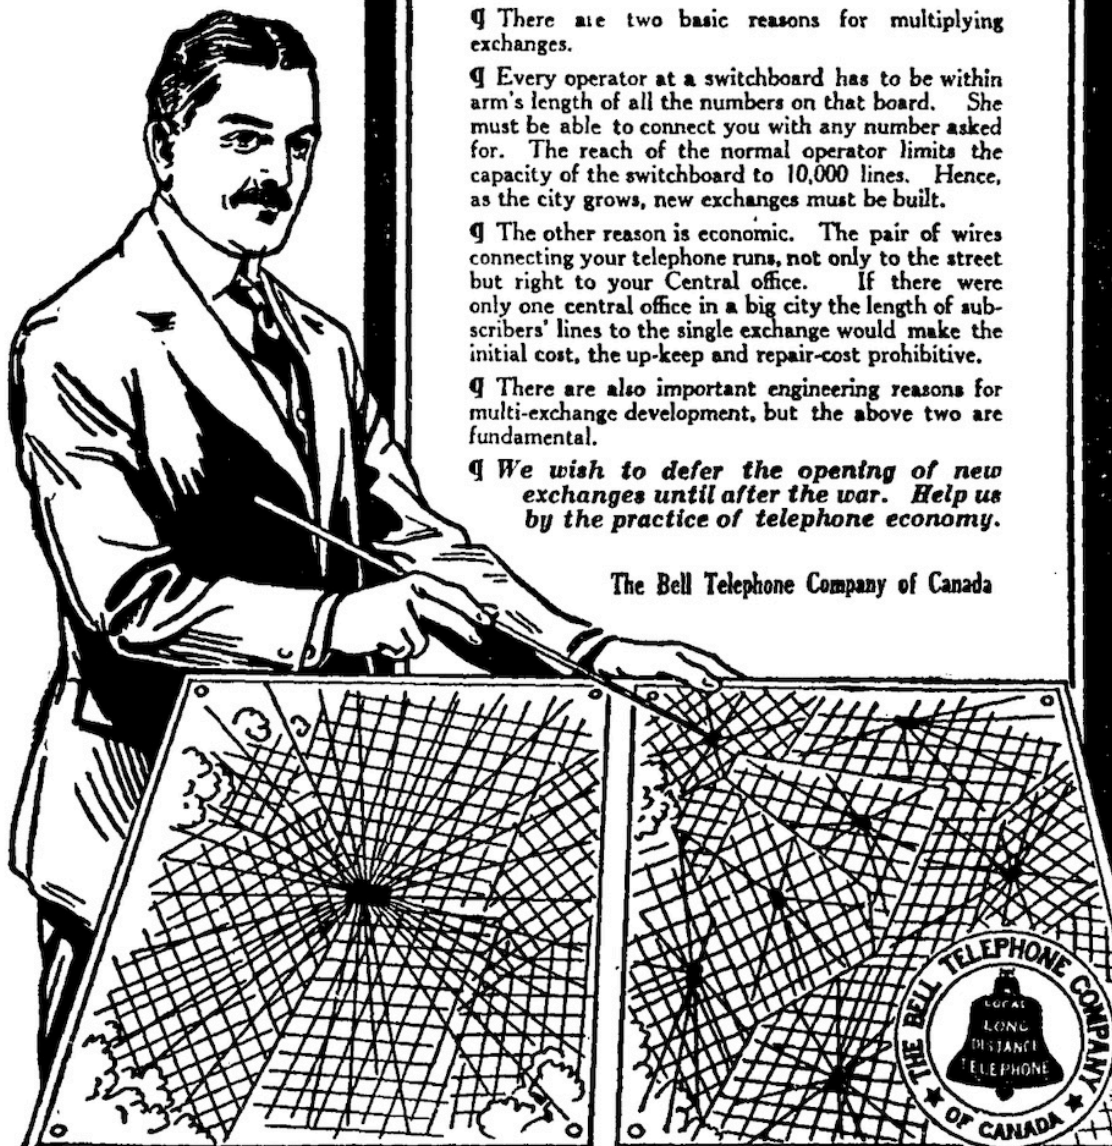 ¶ There are two basic reasons for multiplying
exchanges.
¶ Every operator at a switchboard has to be within
arm's length of all the numbers on that board. She
must be able to connect you with any number asked
for. The reach of the normal operator limits the
capacity of the switchboard to 10,000 lines. Hence,
as the city grows, new exchanges must be built.
¶ The other reason is economic. The pair of wires
connecting your telephone runs, not only to the street
but right to your Central office. If there were
only one central office in a big city the length of sub-
scribers' lines to the single exchange would make the
initial cost, the up-keep and repair-cost prohibitive.
¶ There are also important engineering reasons for
multi-exchange development, but the above two are
fundamental.
¶ We wish to defer the opening of new
exchanges until after the war. Help us
by the practice of telephone economy.
The Bell Telephone Company of Canada
THE BELL TELEPHONE COMPANY
OF CANADA
LOCAL
LONG
DISTANCE
TELEPHONE